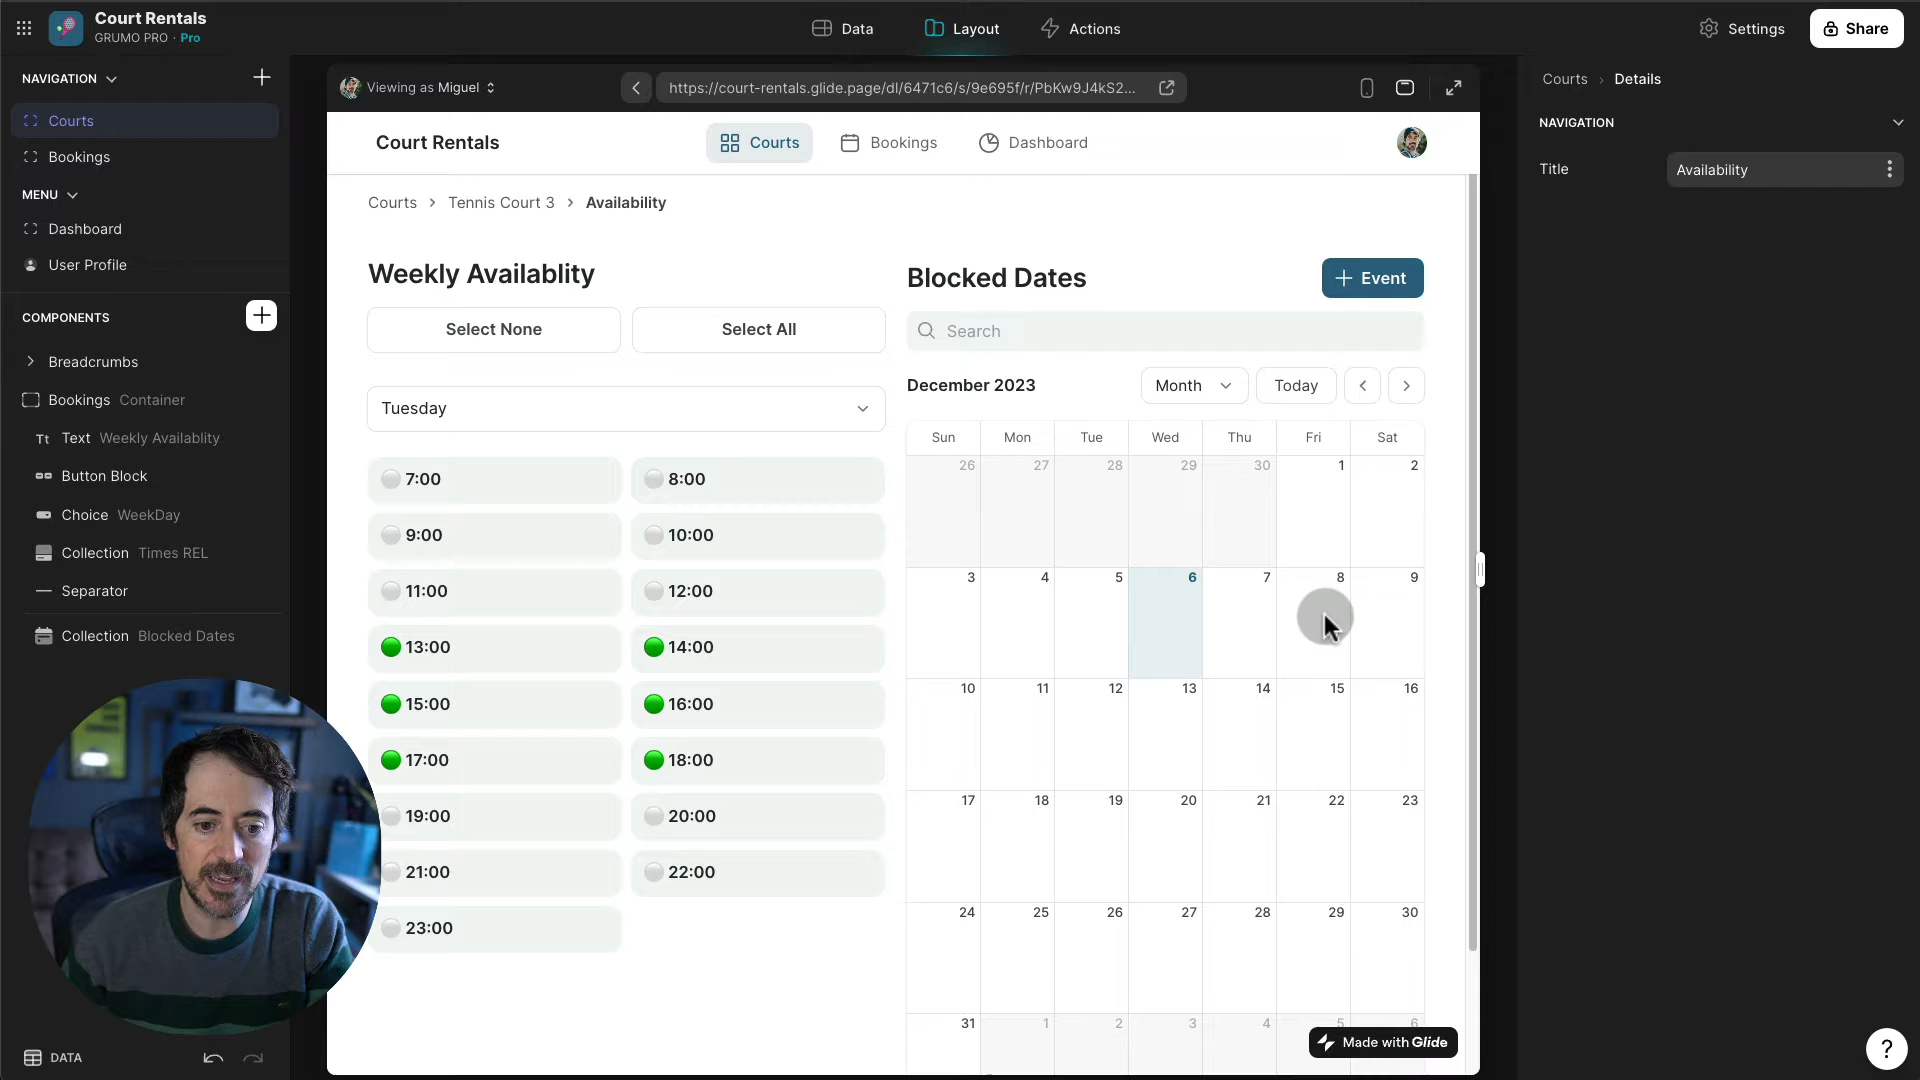 Court Rentals
GRUMO PRO · Pro
Data
Layout
Actions
Settings
Share
NAVIGATION
Courts
Bookings
MENU
Dashboard
User Profile
COMPONENTS
Breadcrumbs
Bookings Container
Tt Text Weekly Availablity
Button Block
Choice WeekDay
Collection Times REL
Separator
Collection Blocked Dates
DATA
Viewing as Miguel
https://court-rentals.glide.page/dl/6471c6/s/9e695f/r/PbKw9J4kS2...
Court Rentals
Courts
Bookings
Dashboard
Courts > Tennis Court 3 > Availability
Weekly Availablity
Select None
Select All
Tuesday
7:00 8:00
9:00 10:00
11:00 12:00
13:00 14:00
15:00 16:00
17:00 18:00
19:00 20:00
21:00 22:00
23:00
Blocked Dates
+ Event
Search
December 2023
Month
Today
Sun Mon Tue Wed Thu Fri Sat
26 27 28 29 30 1 2
3 4 5 6 7 8 9
10 11 12 13 14 15 16
17 18 19 20 21 22 23
24 25 26 27 28 29 30
31 1 2 3 4 5 6
Made with Glide
Courts > Details
NAVIGATION
Title
Availability
?